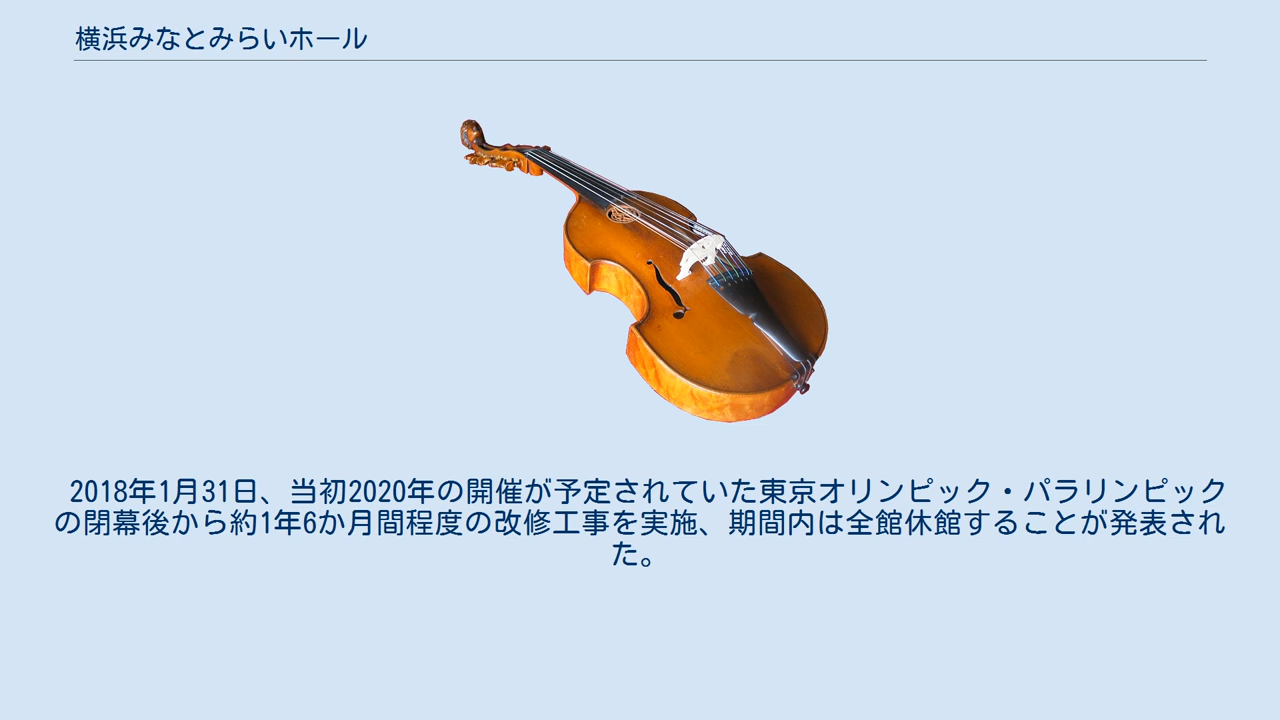 横浜みなとみらいホール
2018年1月31日、当初2020年の開催が予定されていた東京オリンピック・パラリンピック
の閉幕後から約1年6か月間程度の改修工事を実施、期間内は全館休館することが発表され
た。